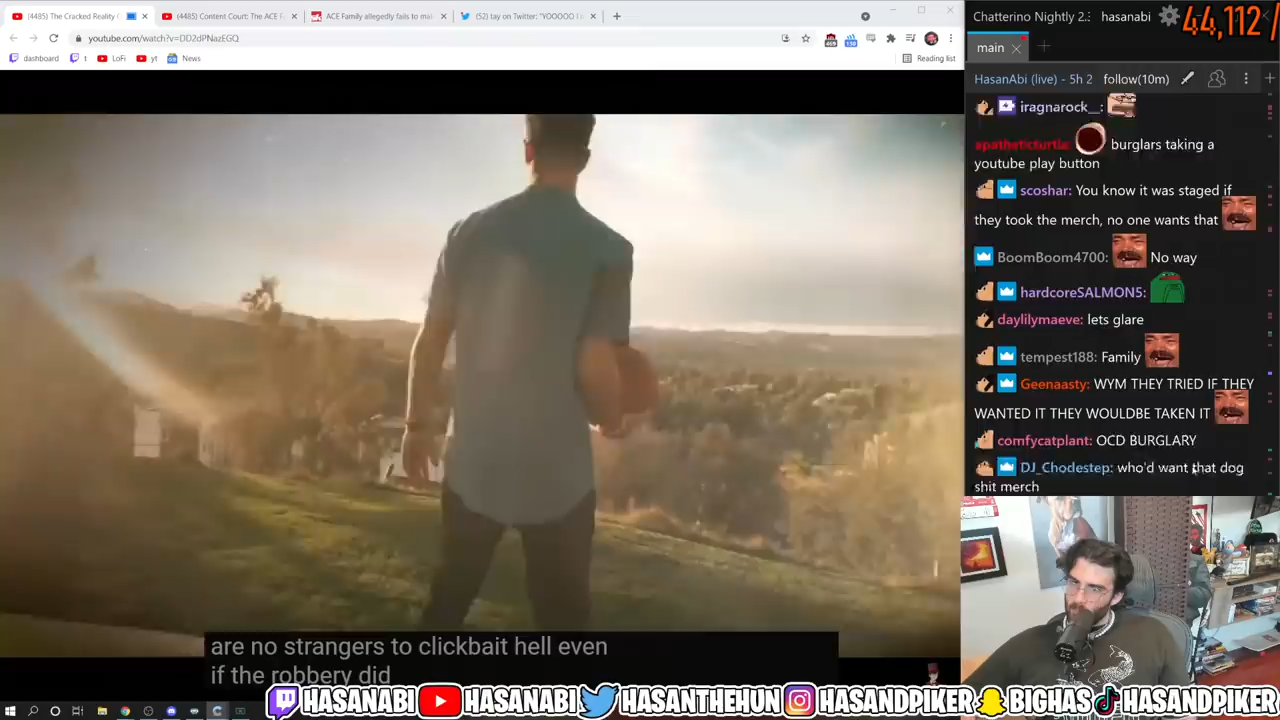 (4485) The Cracked Reality (
(4485) Content Court: The ACE F
ACE Family allegedly fails to mak
(52) tay on Twitter: "YOOOOO I
youtube.com/watch?v=DD2dPNazEGQ
dashboard
t
LoFi
yt
News
Reading list
are no strangers to clickbait hell even
if the robbery did
Chatterino Nightly 2.
hasanabi
44,112 /
main
HasanAbi (live) - 5h 2
follow(10m)
iragnarock__:
apatheticturtle: burglars taking a
youtube play button
scoshar: You know it was staged if
they took the merch, no one wants that
BoomBoom4700: No way
hardcoreSALMON5:
daylilymaeve: lets glare
tempest188: Family
Geenaasty: WYM THEY TRIED IF THEY
WANTED IT THEY WOULDBE TAKEN IT
comfycatplant: OCD BURGLARY
DJ_Chodestep: who'd want that dog
shit merch
HASANABI HASANABI HASANTHEHUN HASANDPIKER BIGHAS HASANDPIKER